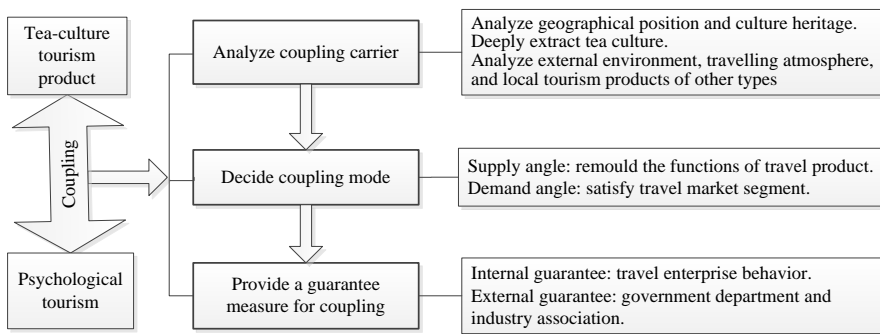 Tea-culture
tourism
product
Coupling
Psychological
tourism
Analyze coupling carrier
Analyze geographical position and culture heritage.
Deeply extract tea culture.
Analyze external environment, travelling atmosphere,
and local tourism products of other types
Decide coupling mode
Supply angle: remould the functions of travel product.
Demand angle: satisfy travel market segment.
Provide a guarantee
measure for coupling
Internal guarantee: travel enterprise behavior.
External guarantee: government department and
industry association.